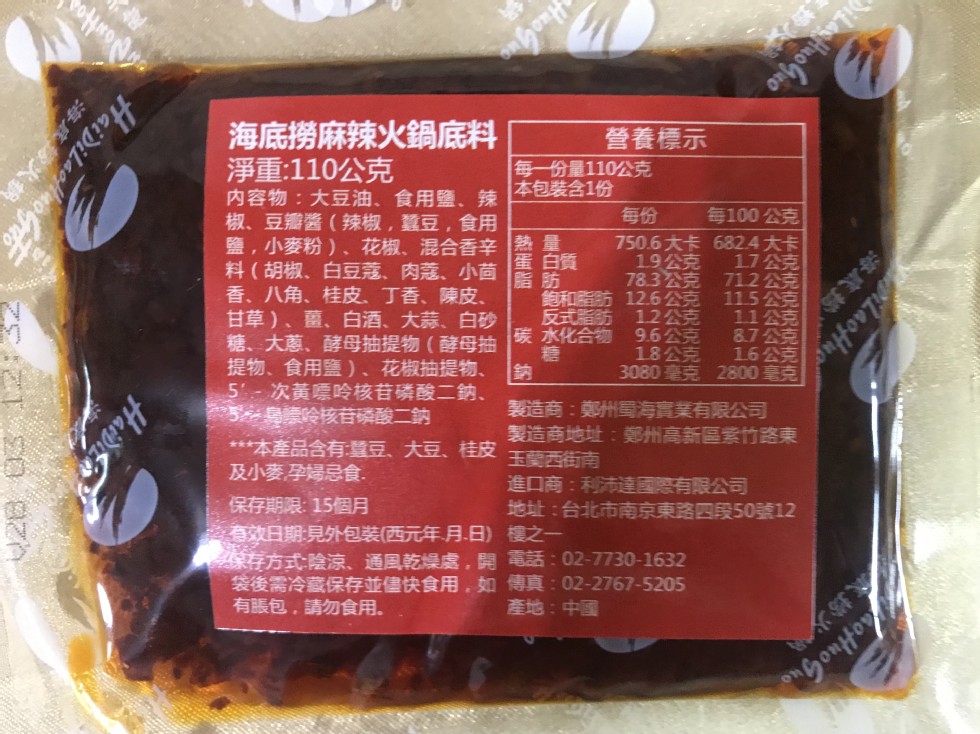 海底撈麻辣火鍋底料
淨重:110公克
內容物：大豆油、食用鹽、辣
椒、豆瓣醬（辣椒，蠶豆，食用
鹽，小麥粉）、花椒、混合香辛
料（胡椒、白豆蔻、肉蔻、小茴
香、八角、桂皮、丁香、陳皮、
甘草）、薑、白酒、大蒜、白砂
糖、大蔥、酵母抽提物（酵母抽
提物、食用鹽）、花椒抽提物、
5′-次黃嘌呤核苷磷酸二鈉、
5′-鳥嘌呤核苷磷酸二鈉
***本產品含有:蠶豆、大豆、桂皮
及小麥,孕婦忌食.
保存期限: 15個月
有效日期:見外包裝(西元年.月.日)
保存方式:陰涼、通風乾燥處，開
袋後需冷藏保存並儘快食用，如
有脹包，請勿食用。
營養標示
每一份量110公克
本包裝含1份
每份 每100 公克
熱 量 750.6 大卡 682.4 大卡
蛋 白質 1.9 公克 1.7 公克
脂 肪 78.3 公克 71.2 公克
飽和脂肪 12.6 公克 11.5 公克
反式脂肪 1.2 公克 1.1 公克
碳 水化合物 9.6 公克 8.7 公克
糖 1.8 公克 1.6 公克
鈉 3080 毫克 2800 毫克
製造商：鄭州蜀海實業有限公司
製造商地址：鄭州高新區紫竹路東
玉蘭西街南
進口商：利沛達國際有限公司
地址：台北市南京東路四段50號12
樓之一
電話：02-7730-1632
傳真：02-2767-5205
產地：中國
HaiDiLaoHuoGuo
海底撈火鍋